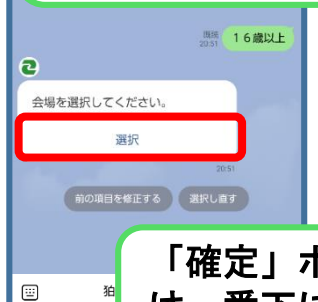 既読
20:51
16歳以上
会場を選択してください。
選択
20:51
前の項目を修正する
選択し直す
狛
「確定」ボ
は、番下に